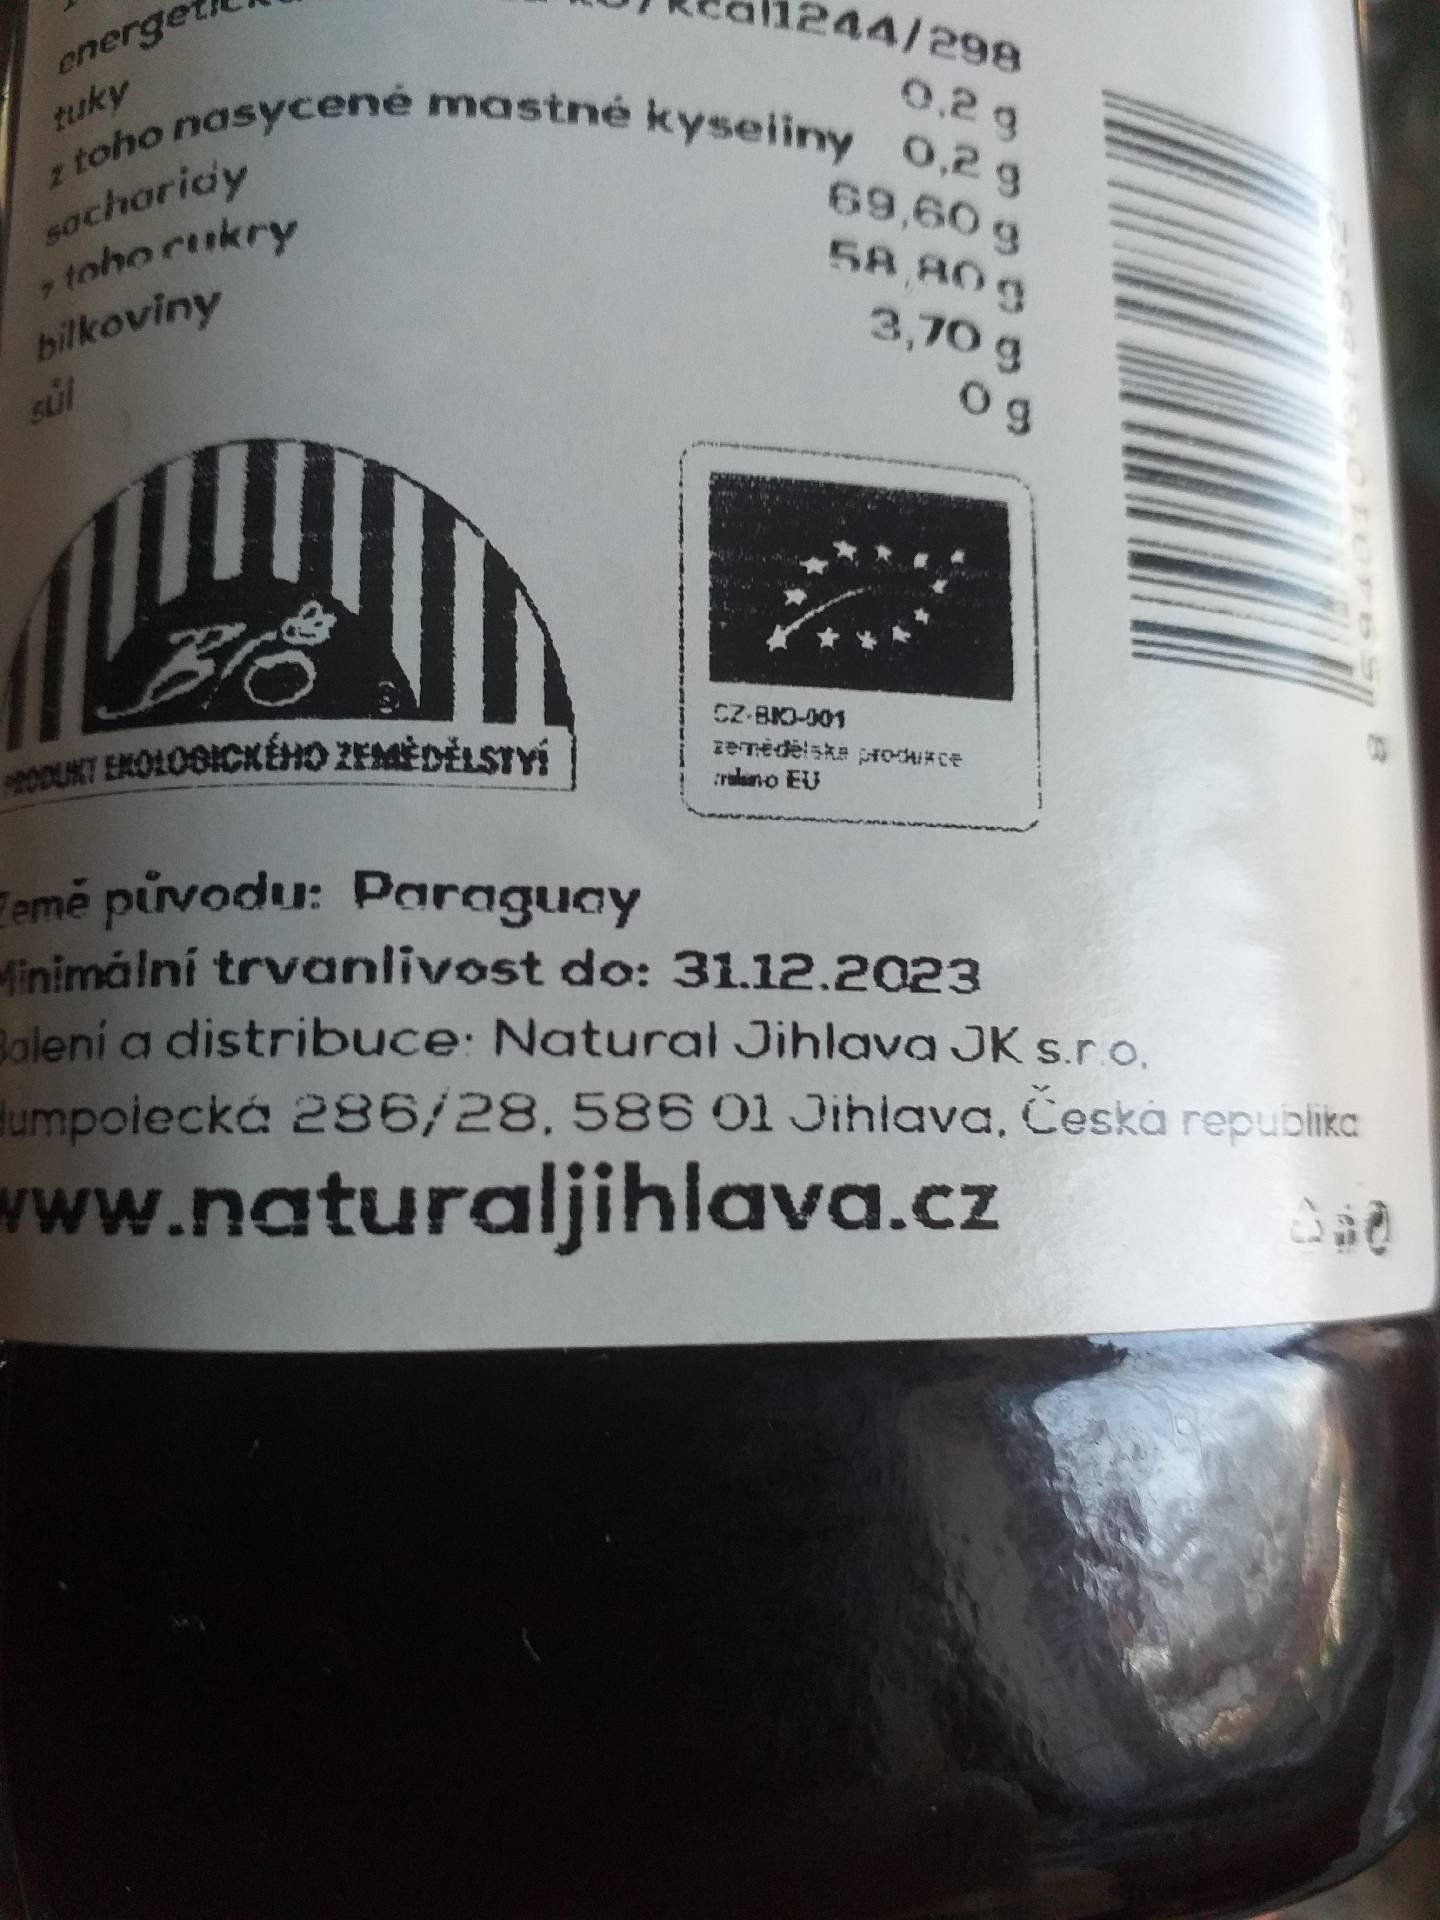 kcal1244/298
tuky 0,2 g
z toho nasycené mastné kyseliny 0,2 g
sacharidy 69,60 g
z toho cukry 58,80 g
bílkoviny 3,70 g
sůl 0 g
BIO
PRODUKT EKOLOGICKÉHO ZEMĚDĚLSTVÍ
CZ-BIO-001
zemědělská produkce
mimo EU
Země původu: Paraguay
Minimální trvanlivost do: 31.12.2023
Balení a distribuce: Natural Jihlava JK s.r.o.
Humpolecká 286/28, 586 01 Jihlava, Česká republika
www.naturaljihlava.cz